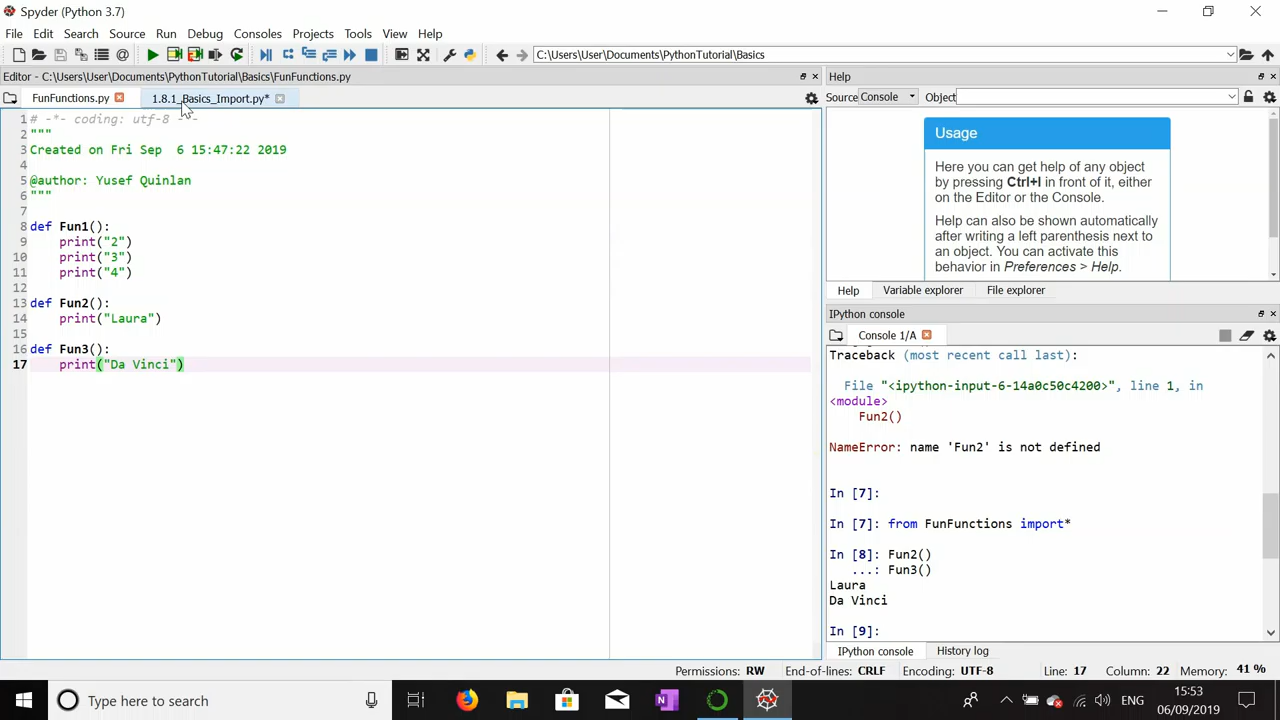 Spyder (Python 3.7)
File Edit Search Source Run Debug Consoles Projects Tools View Help
C:\Users\User\Documents\PythonTutorial\Basics
Editor - C:\Users\User\Documents\PythonTutorial\Basics\FunFunctions.py
FunFunctions.py
1.8.1_Basics_Import.py*
1 # -*- coding: utf-8 -*-
2 """
3 Created on Fri Sep  6 15:47:22 2019
4
5 @author: Yusef Quinlan
6 """
7
8 def Fun1():
9     print("2")
10     print("3")
11     print("4")
12
13 def Fun2():
14     print("Laura")
15
16 def Fun3():
17     print("Da Vinci")
Help
Source Console Object
Usage
Here you can get help of any object
by pressing Ctrl+I in front of it, either
on the Editor or the Console.
Help can also be shown automatically
after writing a left parenthesis next to
an object. You can activate this
behavior in Preferences > Help.
Help Variable explorer File explorer
IPython console
Console 1/A
Traceback (most recent call last):
File "<ipython-input-6-14a0c50c4200>", line 1, in
<module>
Fun2()
NameError: name 'Fun2' is not defined
In [7]:
In [7]: from FunFunctions import*
In [8]: Fun2()
...: Fun3()
Laura
Da Vinci
In [9]:
IPython console History log
Permissions: RW End-of-lines: CRLF Encoding: UTF-8 Line: 17 Column: 22 Memory: 41 %
Type here to search
ENG
15:53
06/09/2019